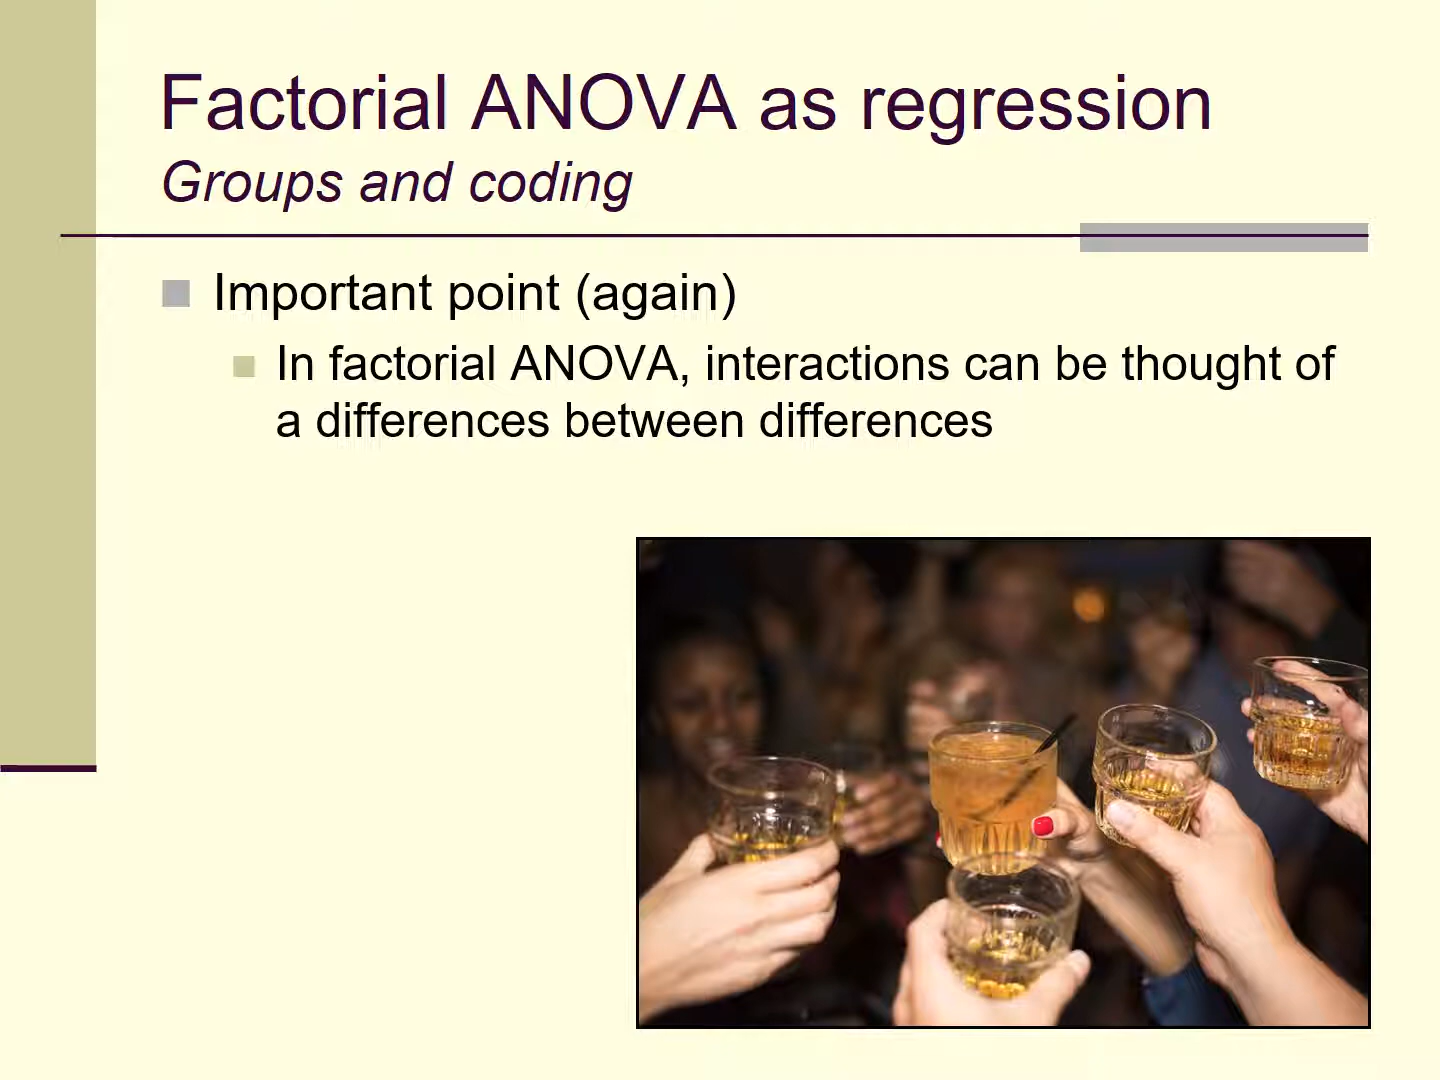 Factorial ANOVA as regression
Groups and coding
Important point (again)
In factorial ANOVA, interactions can be thought of
a differences between differences